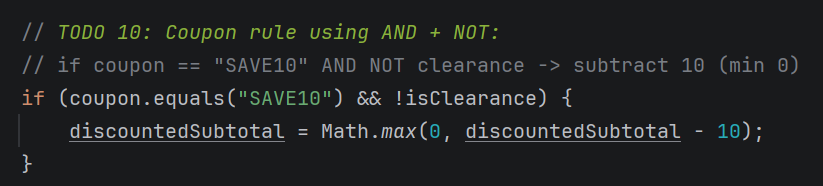 // TODO 10: Coupon rule using AND + NOT:
// if coupon == "SAVE10" AND NOT clearance -> subtract 10 (min 0)
if (coupon.equals("SAVE10") && !isClearance) {
    discountedSubtotal = Math.max(0, discountedSubtotal - 10);
}